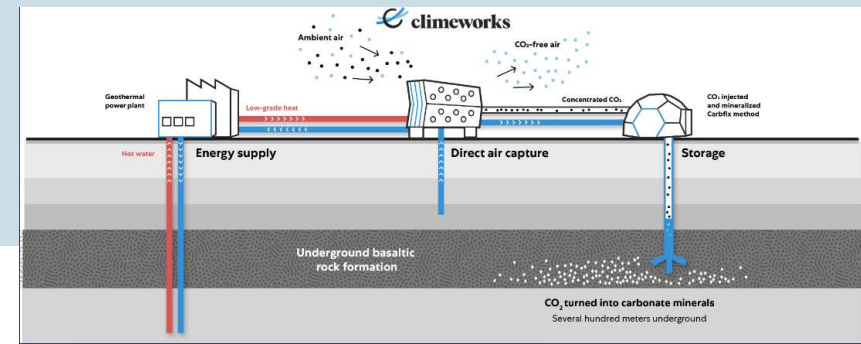 climeworks
Ambient air
CO₂-free air
Geothermal
power plant
Low-grade heat
Concentrated CO₂
CO₂ injected
and mineralized
Carbfix method
Hot water
Energy supply
Direct air capture
Storage
Underground basaltic
rock formation
CO₂ turned into carbonate minerals
Several hundred meters underground